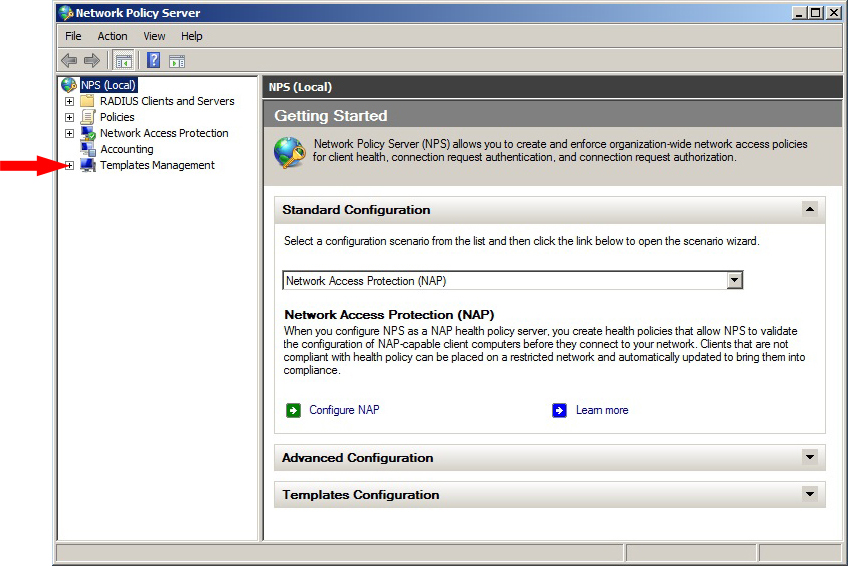 Network Policy Server
File Action View Help
NPS (Local)
RADIUS Clients and Servers
Policies
Network Access Protection
Accounting
Templates Management
NPS (Local)
Getting Started
Network Policy Server (NPS) allows you to create and enforce organization-wide network access policies
for client health, connection request authentication, and connection request authorization.
Standard Configuration
Select a configuration scenario from the list and then click the link below to open the scenario wizard.
Network Access Protection (NAP)
Network Access Protection (NAP)
When you configure NPS as a NAP health policy server, you create health policies that allow NPS to validate
the configuration of NAP-capable client computers before they connect to your network. Clients that are not
compliant with health policy can be placed on a restricted network and automatically updated to bring them into
compliance.
Configure NAP Learn more
Advanced Configuration
Templates Configuration